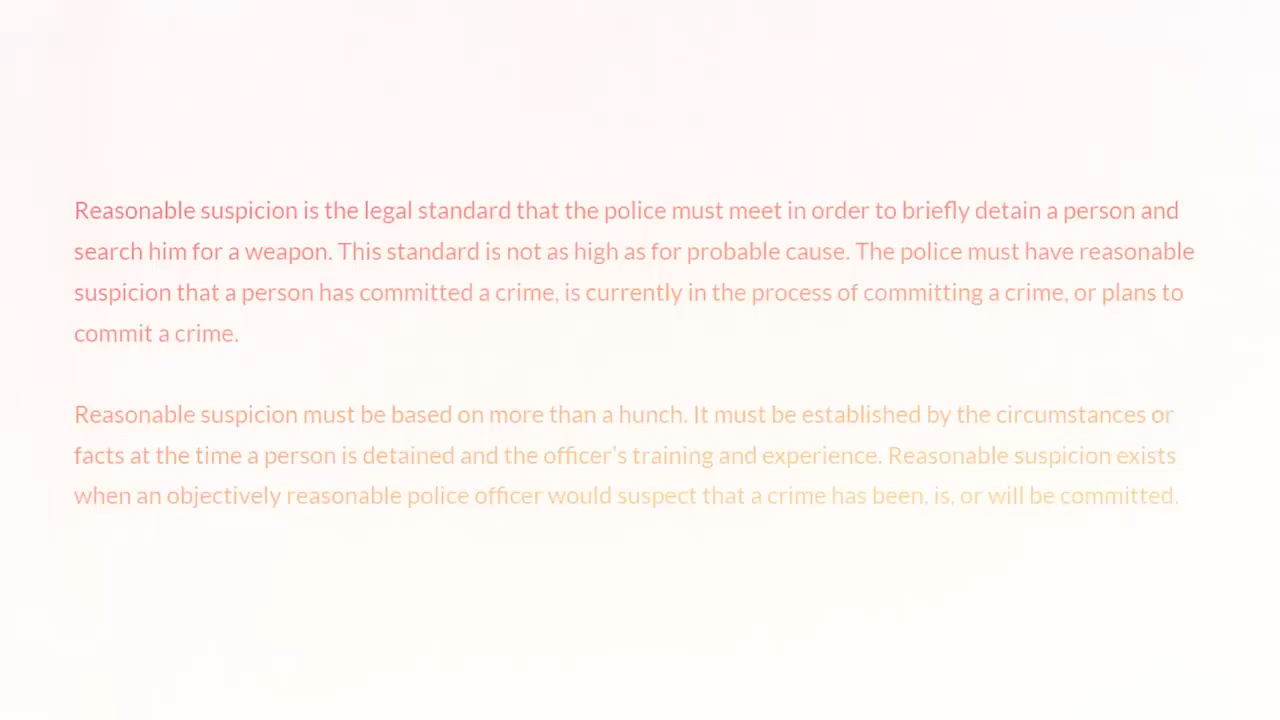 Reasonable suspicion is the legal standard that the police must meet in order to briefly detain a person and
search him for a weapon. This standard is not as high as for probable cause. The police must have reasonable
suspicion that a person has committed a crime, is currently in the process of committing a crime, or plans to
commit a crime.
Reasonable suspicion must be based on more than a hunch. It must be established by the circumstances or
facts at the time a person is detained and the officer's training and experience. Reasonable suspicion exists
when an objectively reasonable police officer would suspect that a crime has been, is, or will be committed.